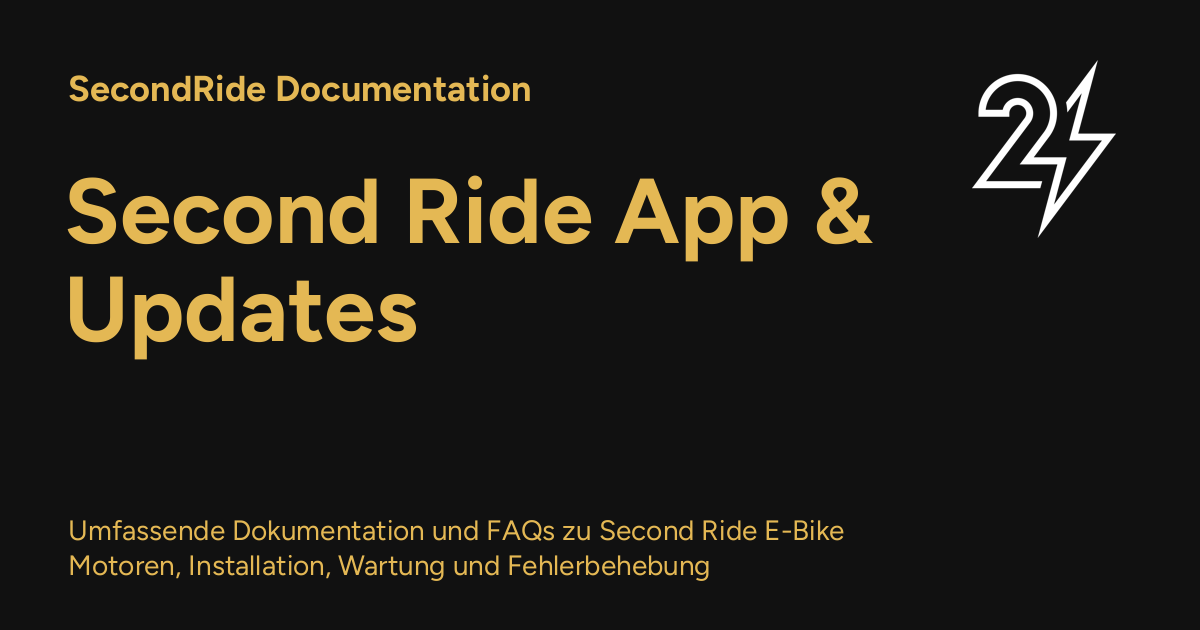 SecondRide Documentation
Second Ride App &
Updates
Umfassende Dokumentation und FAQs zu Second Ride E-Bike
Motoren, Installation, Wartung und Fehlerbehebung
2